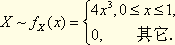 X ~ f_X(x) = { 4x³, 0 ≤ x ≤ 1,
0, 其它.